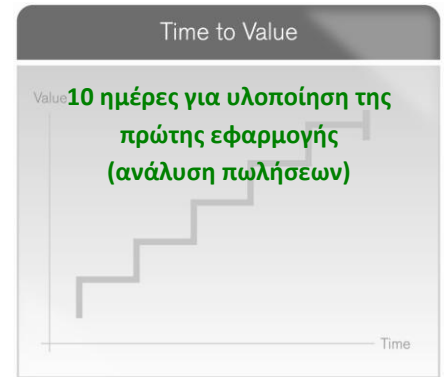 Time to Value
Value
10 ημέρες για υλοποίηση της
πρώτης εφαρμογής
(ανάλυση πωλήσεων)
Time